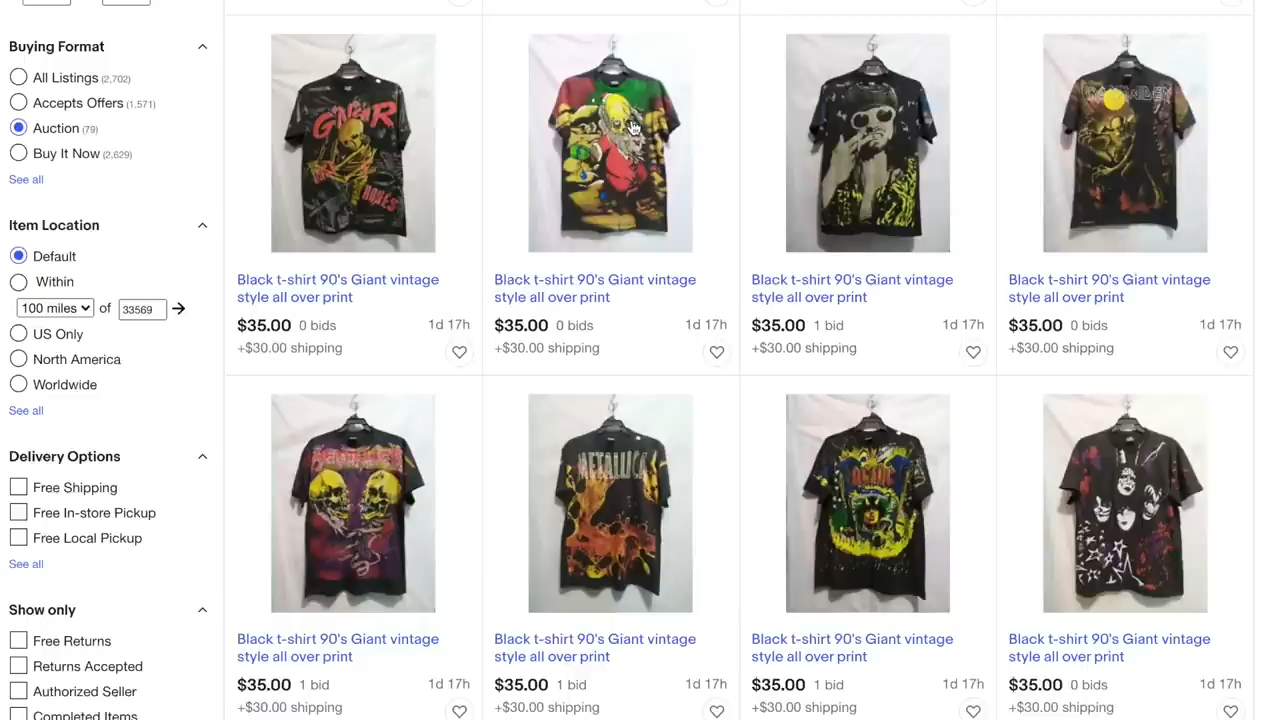 Buying Format
All Listings (2,702)
Accepts Offers (1,571)
Auction (79)
Buy It Now (2,629)
See all
Item Location
Default
Within
100 miles of 33569
US Only
North America
Worldwide
See all
Delivery Options
Free Shipping
Free In-store Pickup
Free Local Pickup
See all
Show only
Free Returns
Returns Accepted
Authorized Seller
Completed Items
G N R
Black t-shirt 90's Giant vintage
style all over print
$35.00 0 bids 1d 17h
+$30.00 shipping
Black t-shirt 90's Giant vintage
style all over print
$35.00 0 bids 1d 17h
+$30.00 shipping
Black t-shirt 90's Giant vintage
style all over print
$35.00 1 bid 1d 17h
+$30.00 shipping
IRON MAIDEN
Black t-shirt 90's Giant vintage
style all over print
$35.00 0 bids 1d 17h
+$30.00 shipping
Black t-shirt 90's Giant vintage
style all over print
$35.00 1 bid 1d 17h
+$30.00 shipping
METALLICA
Black t-shirt 90's Giant vintage
style all over print
$35.00 1 bid 1d 17h
+$30.00 shipping
AC/DC
Black t-shirt 90's Giant vintage
style all over print
$35.00 1 bid 1d 17h
+$30.00 shipping
Black t-shirt 90's Giant vintage
style all over print
$35.00 0 bids 1d 17h
+$30.00 shipping